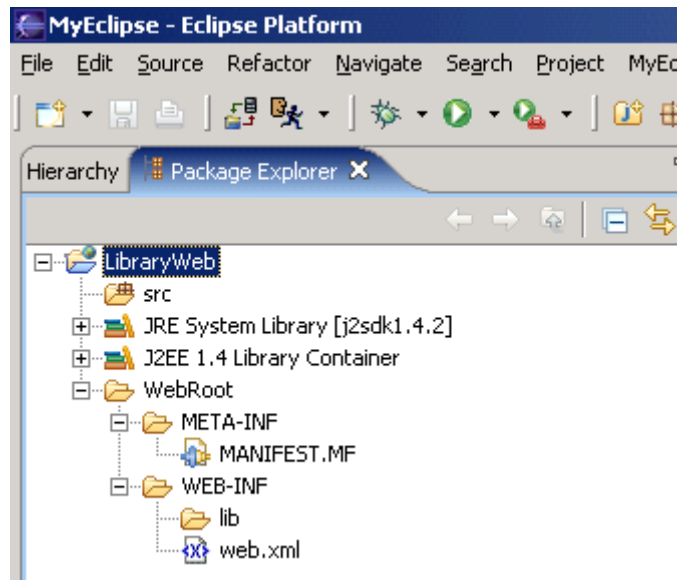 MyEclipse - Eclipse Platform
File Edit Source Refactor Navigate Search Project MyEc
Hierarchy Package Explorer
LibraryWeb
src
JRE System Library [j2sdk1.4.2]
J2EE 1.4 Library Container
WebRoot
META-INF
MANIFEST.MF
WEB-INF
lib
web.xml